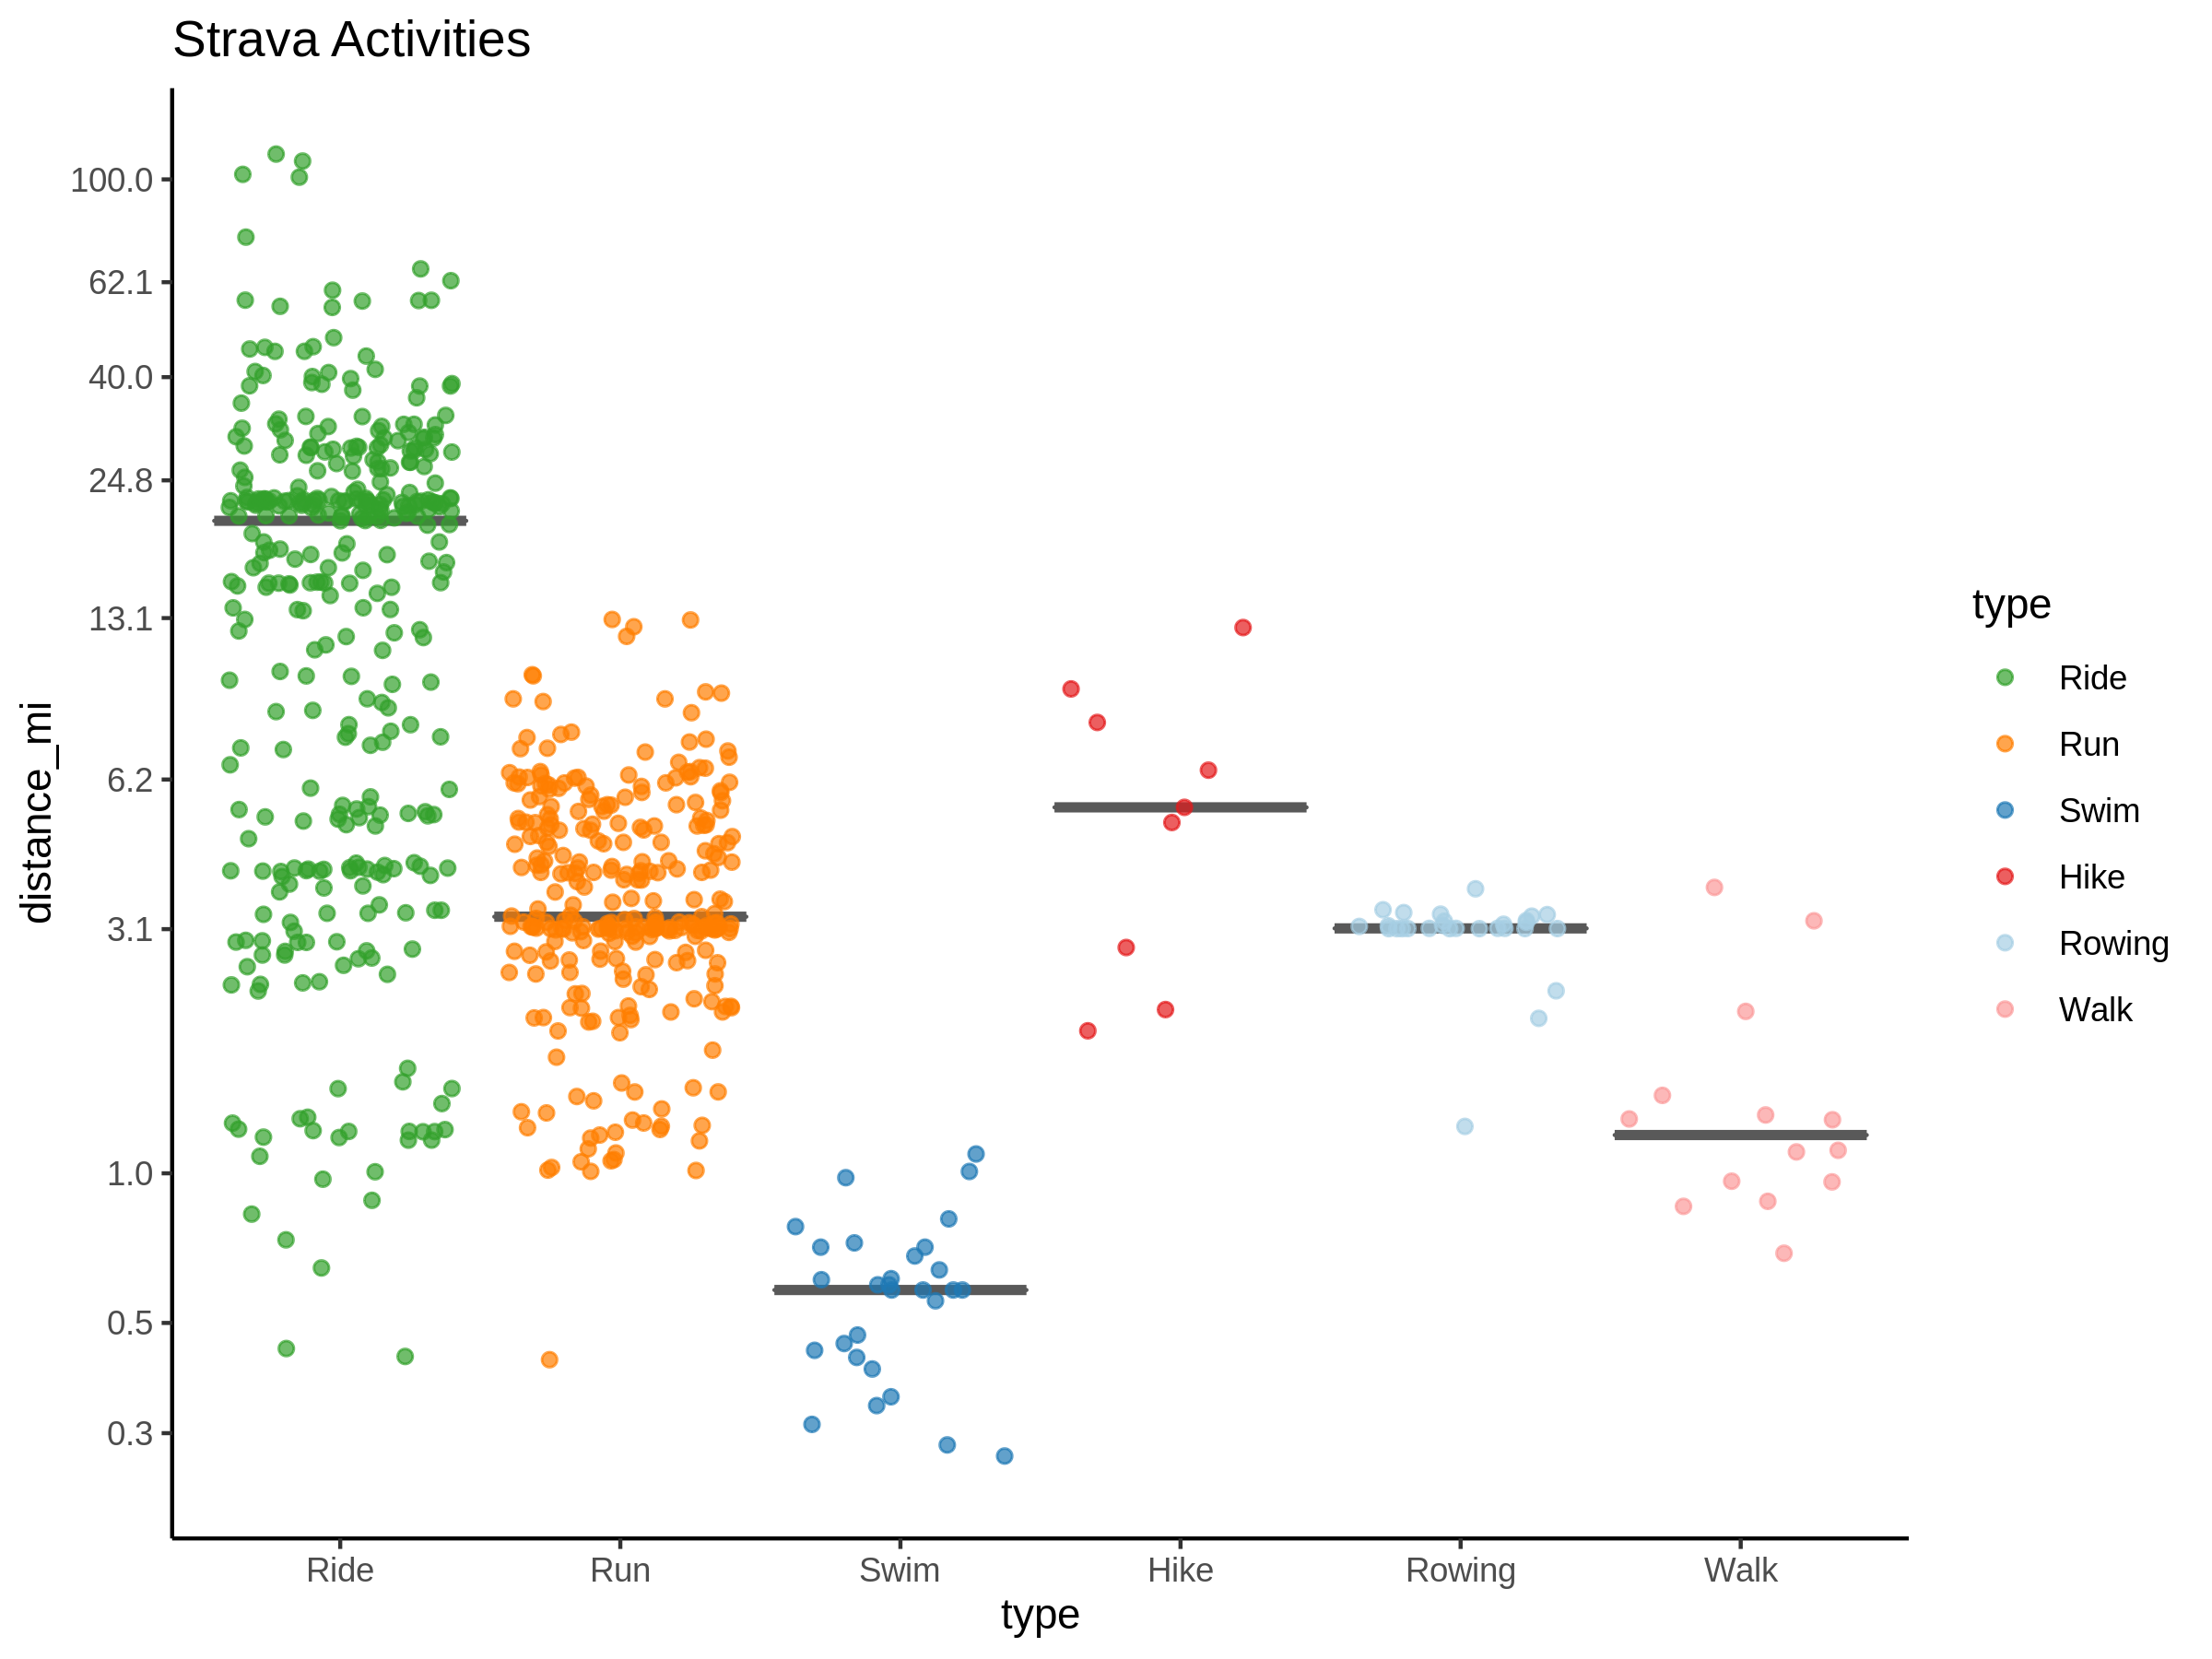 Strava Activities
100.0
62.1
40.0
24.8
13.1
6.2
3.1
1.0
0.5
0.3
distance_mi
Ride
Run
Swim
Hike
Rowing
Walk
type
type
Ride
Run
Swim
Hike
Rowing
Walk